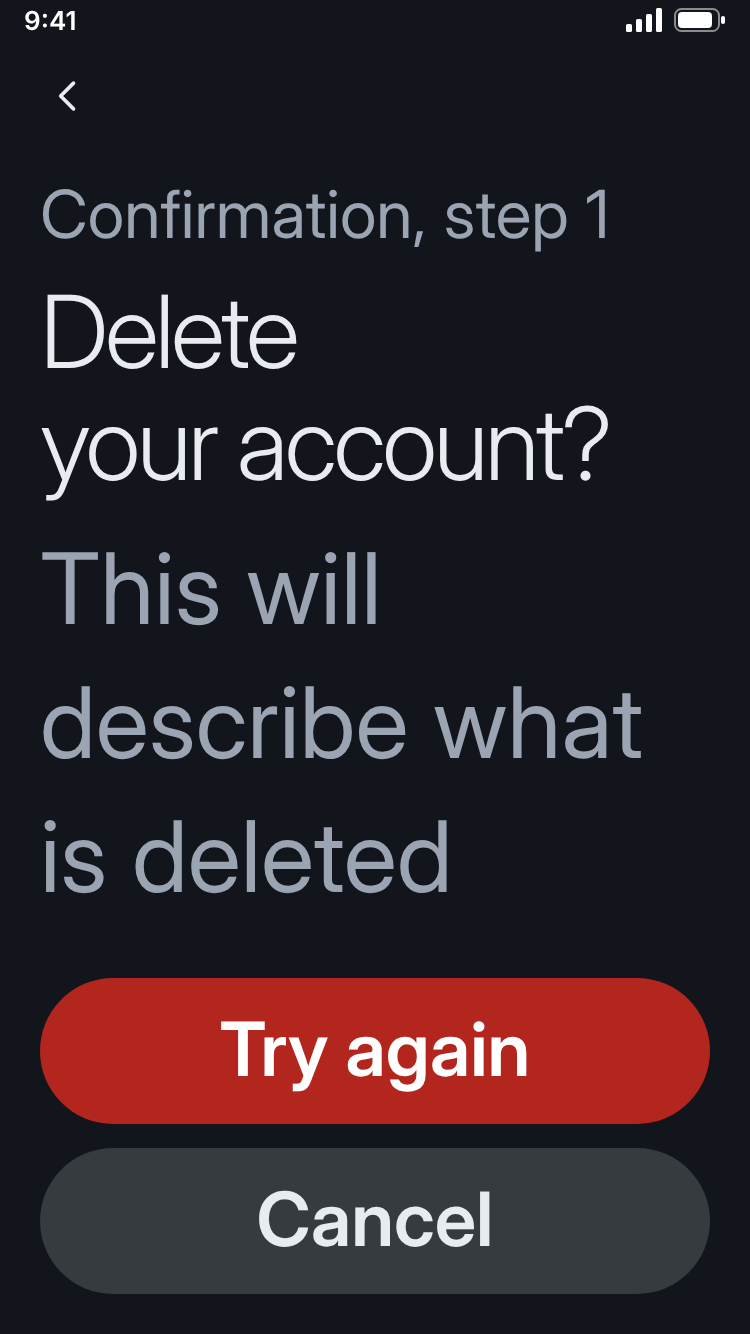 9:41
Confirmation, step 1
Delete
your account?
This will
describe what
is deleted
Try again
Cancel